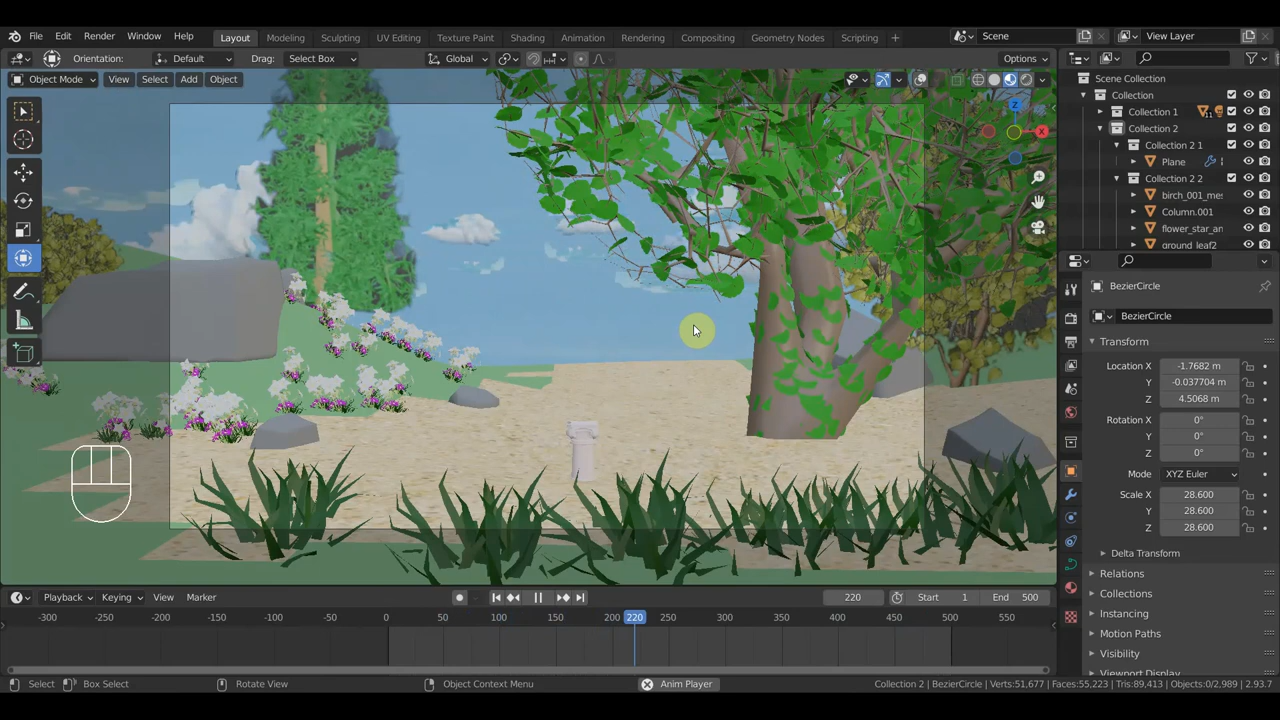 File Edit Render Window Help Layout Modeling Sculpting UV Editing Texture Paint Shading Animation Rendering Compositing Geometry Nodes Scripting + Scene View Layer
Orientation: Default Drag: Select Box Global Options
Object Mode View Select Add Object
Z
X
Scene Collection
Collection
Collection 1 11
Collection 2
Collection 2 1
Plane
Collection 2 2
birch_001_me
Column.001
flower_star_an
ground_leaf2
BezierCircle
BezierCircle
Transform
Location X -1.7682 m
Y -0.037704 m
Z 4.5068 m
Rotation X 0°
Y 0°
Z 0°
Mode XYZ Euler
Scale X 28.600
Y 28.600
Z 28.600
Delta Transform
Relations
Collections
Instancing
Motion Paths
Visibility
Viewport Display
Playback Keying View Marker 220 Start 1 End 500
-300 -250 -200 -150 -100 -50 0 50 100 150 200 220 250 300 350 400 450 500 550
Select Box Select Rotate View Object Context Menu Anim Player Collection 2 | BezierCircle | Verts:51,677 | Faces:55,223 | Tris:89,413 | Objects:0/2,989 | 2.93.7